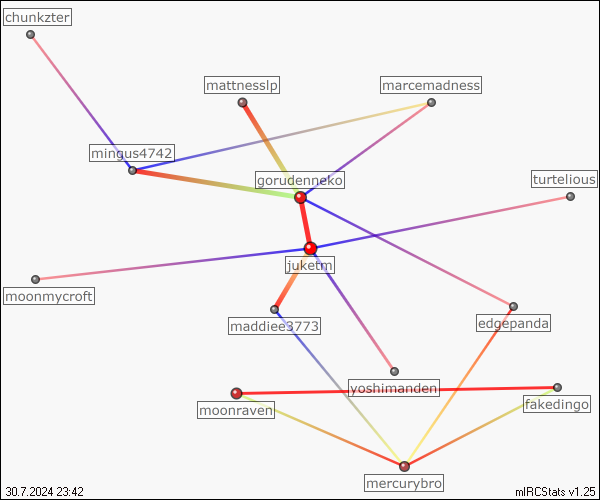 chunkzter
mattnesslp
marcemadness
mingus4742
gorudenneko
turtelious
juketm
moonmycroft
maddiee3773
edgepanda
yoshimanden
moonraven
fakedingo
mercurybro
30.7.2024 23:42
mIRCStats v1.25